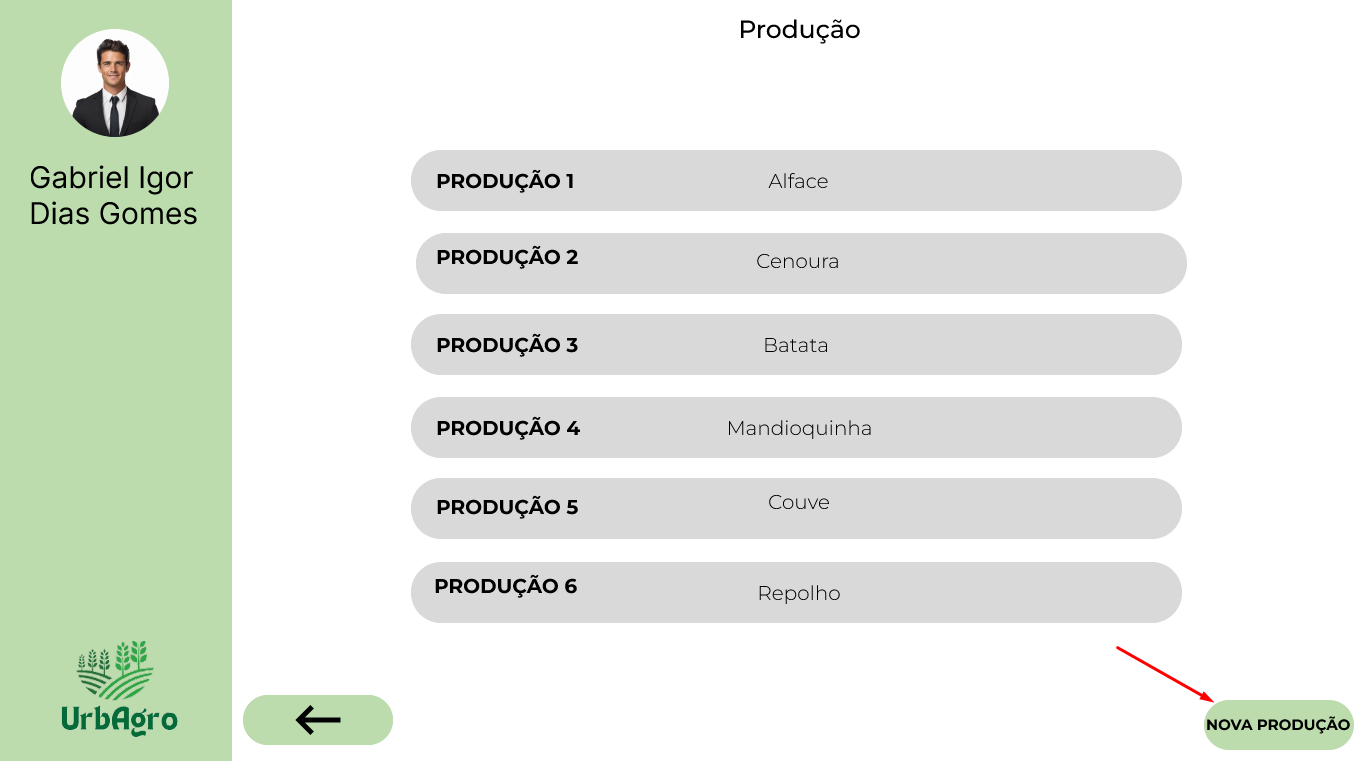 Produção
Gabriel Igor
Dias Gomes
PRODUÇÃO 1 Alface
PRODUÇÃO 2 Cenoura
PRODUÇÃO 3 Batata
PRODUÇÃO 4 Mandioquinha
PRODUÇÃO 5 Couve
PRODUÇÃO 6 Repolho
UrbAgro
NOVA PRODUÇÃO